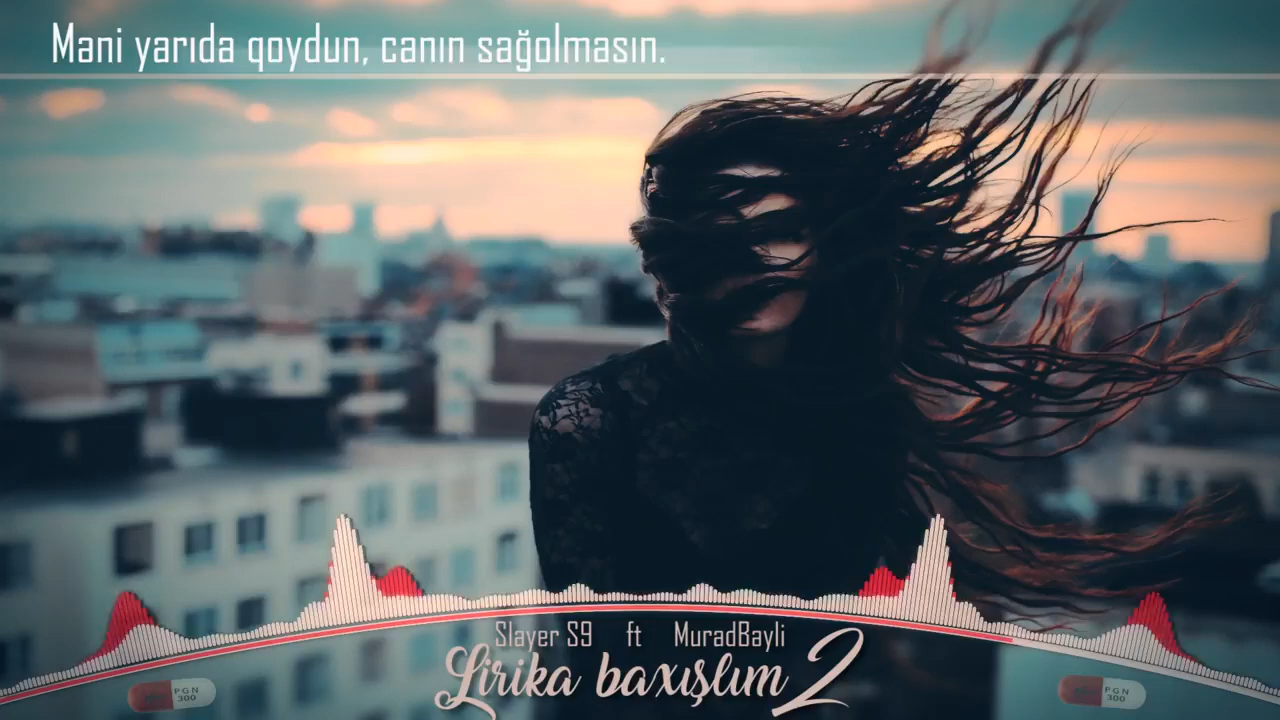 Mani yarıda qoydun, canın sağolmasın.
Slayer S9 ft MuradBayli
Lirika baxışlım 2
PGN
300
PGN
300